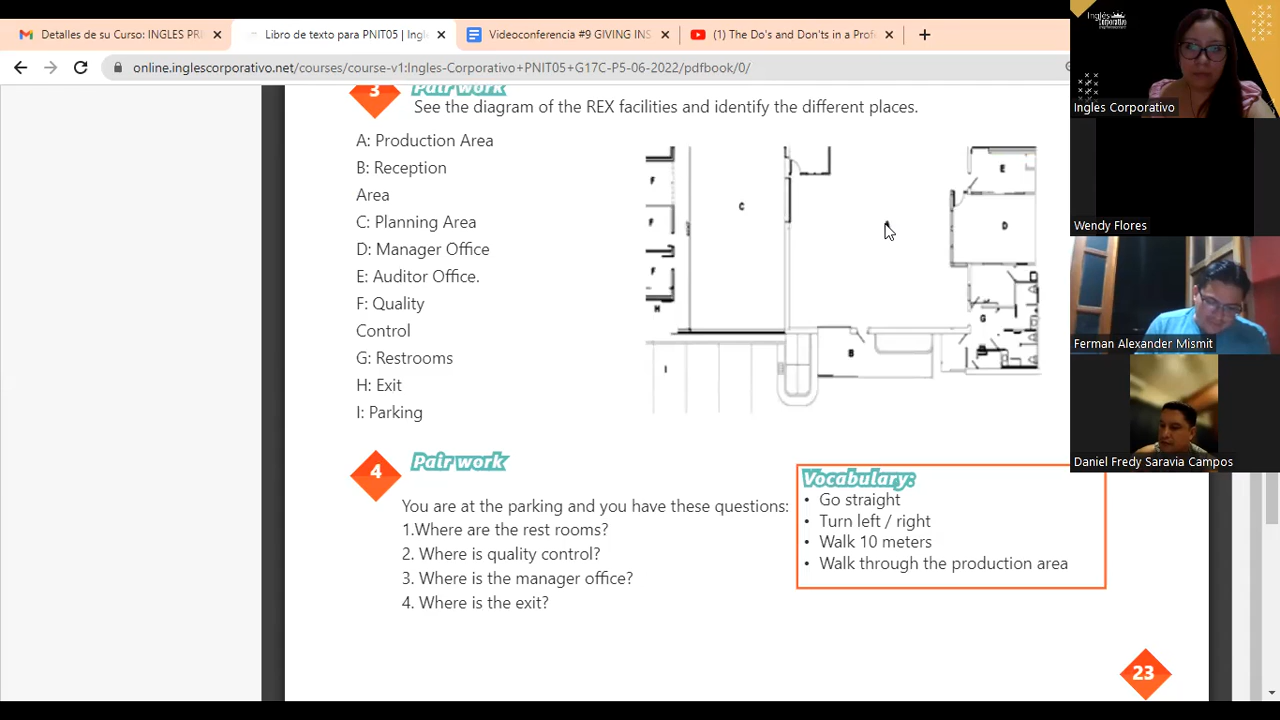 Detalles de su Curso: INGLES PRI
Libro de texto para PNIT05 | Ingl
Videoconferencia #9 GIVING INS
(1) The Do's and Don'ts in a Prof
online.inglescorporativo.net/courses/course-v1:Ingles-Corporativo+PNIT05+G17C-P5-06-2022/pdfbook/0/
3
Pair work
See the diagram of the REX facilities and identify the different places.
A: Production Area
B: Reception
Area
C: Planning Area
D: Manager Office
E: Auditor Office.
F: Quality
Control
G: Restrooms
H: Exit
I: Parking
F
F
F
H
I
C
B
E
D
G
4
Pair work
You are at the parking and you have these questions:
1.Where are the rest rooms?
2. Where is quality control?
3. Where is the manager office?
4. Where is the exit?
Vocabulary:
• Go straight
• Turn left / right
• Walk 10 meters
• Walk through the production area
23
Inglés
Corporativo
Ingles Corporativo
Wendy Flores
Ferman Alexander Mismit
Daniel Fredy Saravia Campos